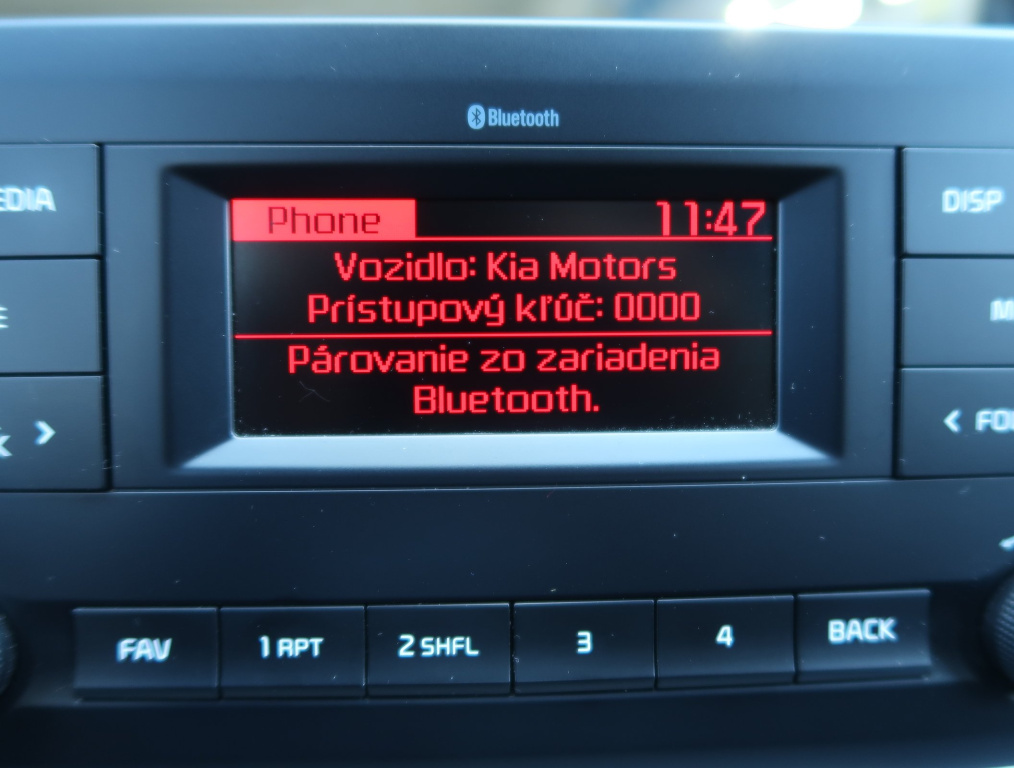 Bluetooth
EDIA
DISP
Phone 11:47
Vozidlo: Kia Motors
Prístupový kľúč: 0000
Párovanie zo zariadenia
Bluetooth.
FAV
1 RPT
2 SHFL
3
4
BACK